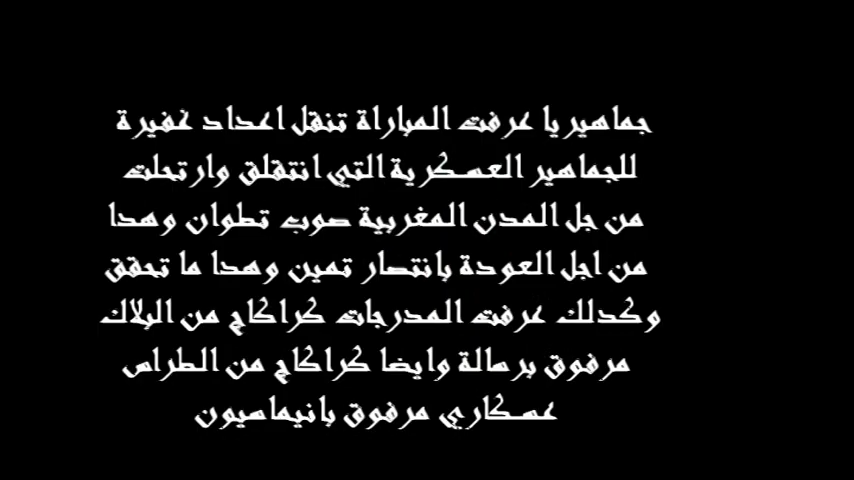 جماهيريا عرفت المباراة تنقل اعداد غفيرة
للجماهير العسكرية التي انتقلق وارتحلت
من جل المدن المغربية صوب تطوان وهدا
من اجل العودة بانتصار تمين وهدا ما تحقق
وكدلك عرفت المدرجات كراكاج من البلاك
مرفوق برسالة وايضا كراكاج من الطراس
عسكاري مرفوق بانيماسيون